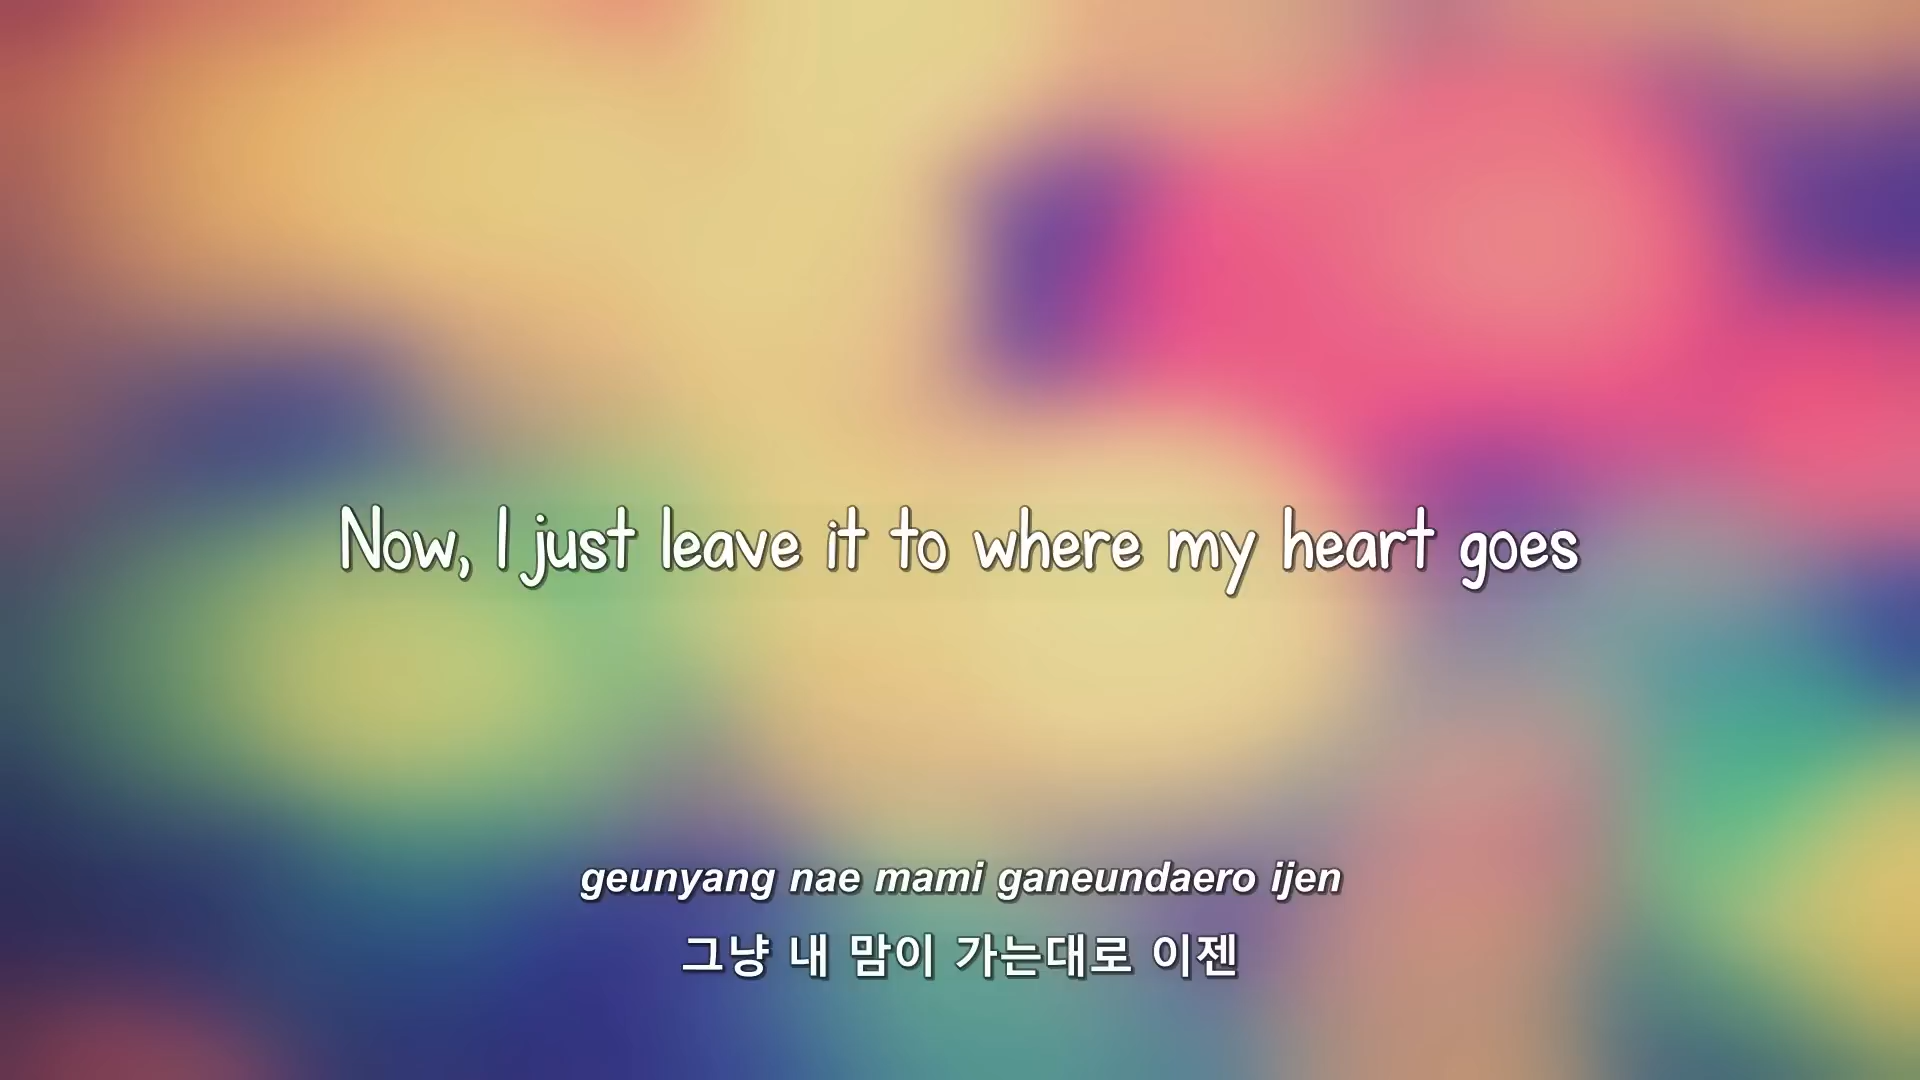 Now, I just leave it to where my heart goes
geunyang nae mami ganeundaero ijen
그냥 내 맘이 가는대로 이젠